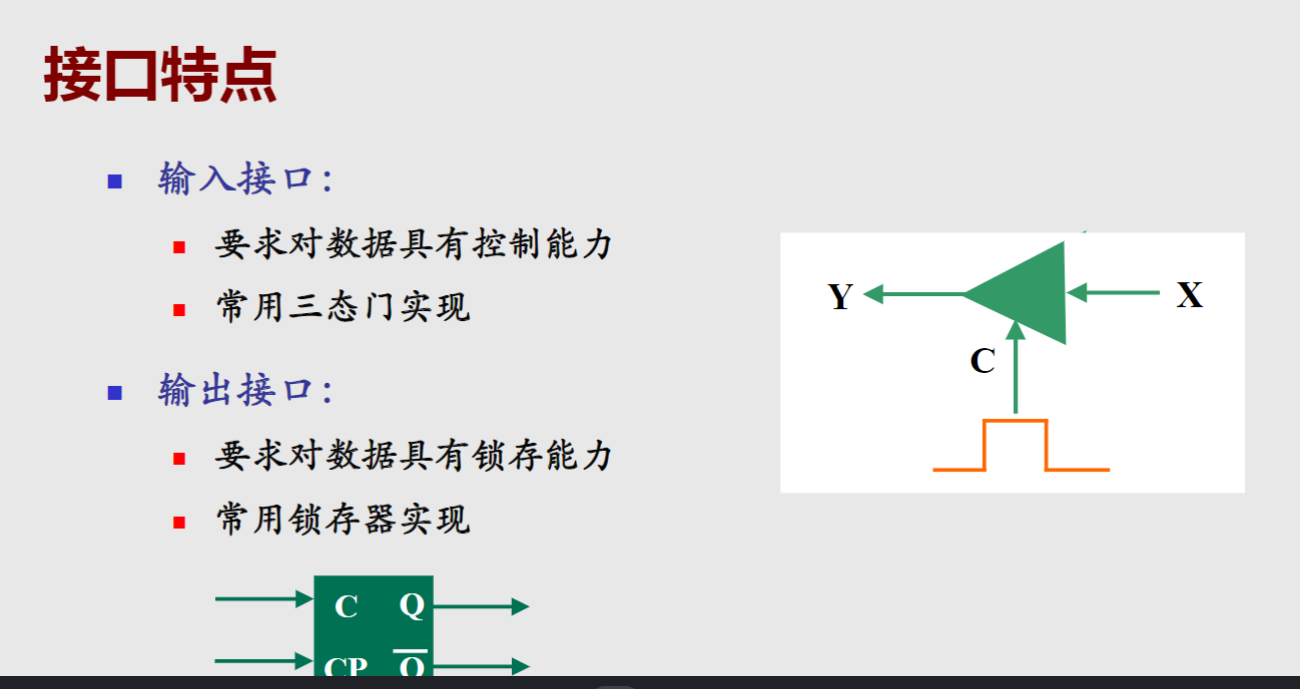 接口特点
输入接口：
要求对数据具有控制能力
常用三态门实现
输出接口：
要求对数据具有锁存能力
常用锁存器实现
Y
X
C
C Q
CP Q̅